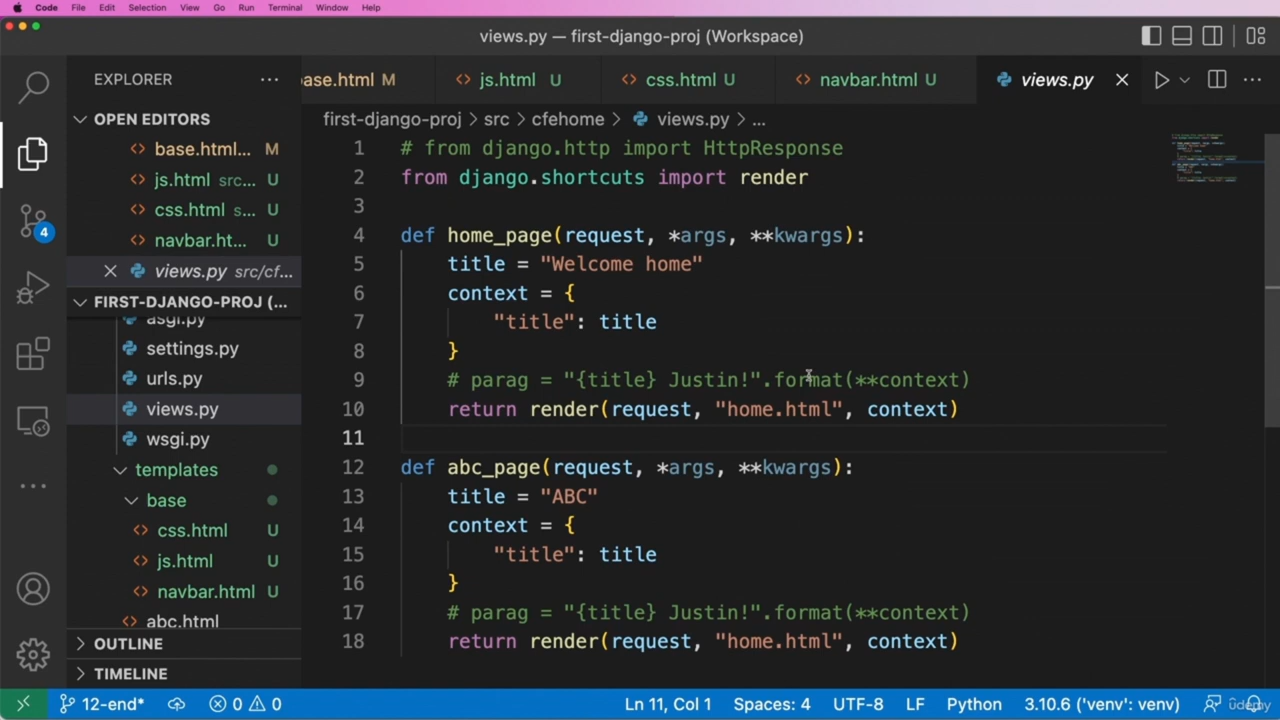 Code File Edit Selection View Go Run Terminal Window Help
views.py — first-django-proj (Workspace)
EXPLORER
ase.html M
js.html U
css.html U
navbar.html U
views.py
OPEN EDITORS
base.html... M
js.html src... U
css.html s... U
navbar.ht... U
views.py src/cf...
FIRST-DJANGO-PROJ (...
asgi.py
settings.py
urls.py
views.py
wsgi.py
templates
base
css.html U
js.html U
navbar.html U
abc.html
OUTLINE
TIMELINE
4
first-django-proj > src > cfehome > views.py > ...
1 # from django.http import HttpResponse
2 from django.shortcuts import render
3
4 def home_page(request, *args, **kwargs):
5 title = "Welcome home"
6 context = {
7 "title": title
8 }
9 # parag = "{title} Justin!".format(**context)
10 return render(request, "home.html", context)
11
12 def abc_page(request, *args, **kwargs):
13 title = "ABC"
14 context = {
15 "title": title
16 }
17 # parag = "{title} Justin!".format(**context)
18 return render(request, "home.html", context)
12-end* 0 0 Ln 11, Col 1 Spaces: 4 UTF-8 LF Python 3.10.6 ('venv': venv)
udemy